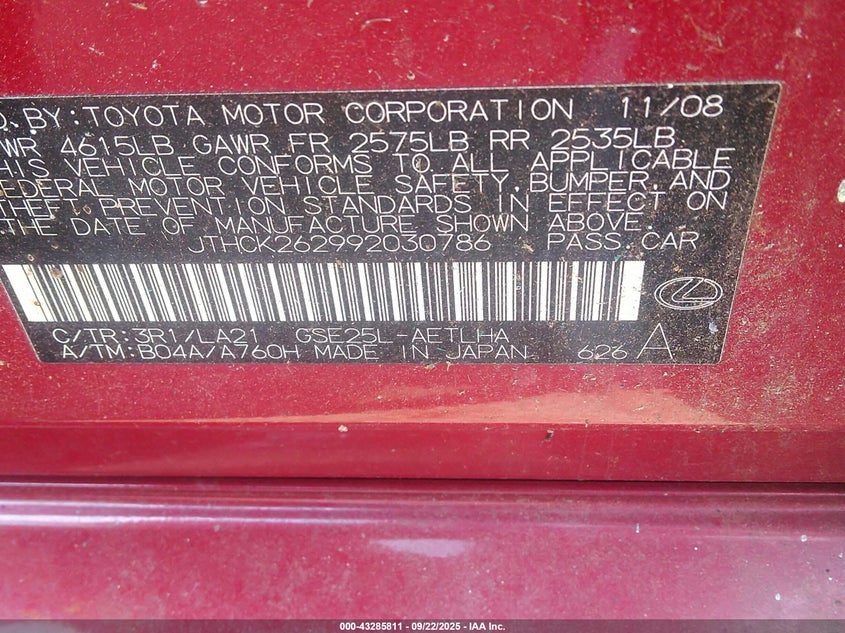 D. BY: TOYOTA MOTOR CORPORATION 11/08
WR 4615LB GAWR FR 2575LB RR 2535LB
HIS VEHICLE CONFORMS TO ALL APPLICABLE
FEDERAL MOTOR VEHICLE SAFETY, BUMPER, AND
THEFT PREVENTION STANDARDS IN EFFECT ON
THE DATE OF MANUFACTURE SHOWN ABOVE.
JTHCK262992030786 PASS. CAR
C/TR: 3R1/LA21 GSE25L-AETLHA
A/TM: B04A/A760H MADE IN JAPAN 626 A
000-43285811 - 09/22/2025 - IAA Inc.